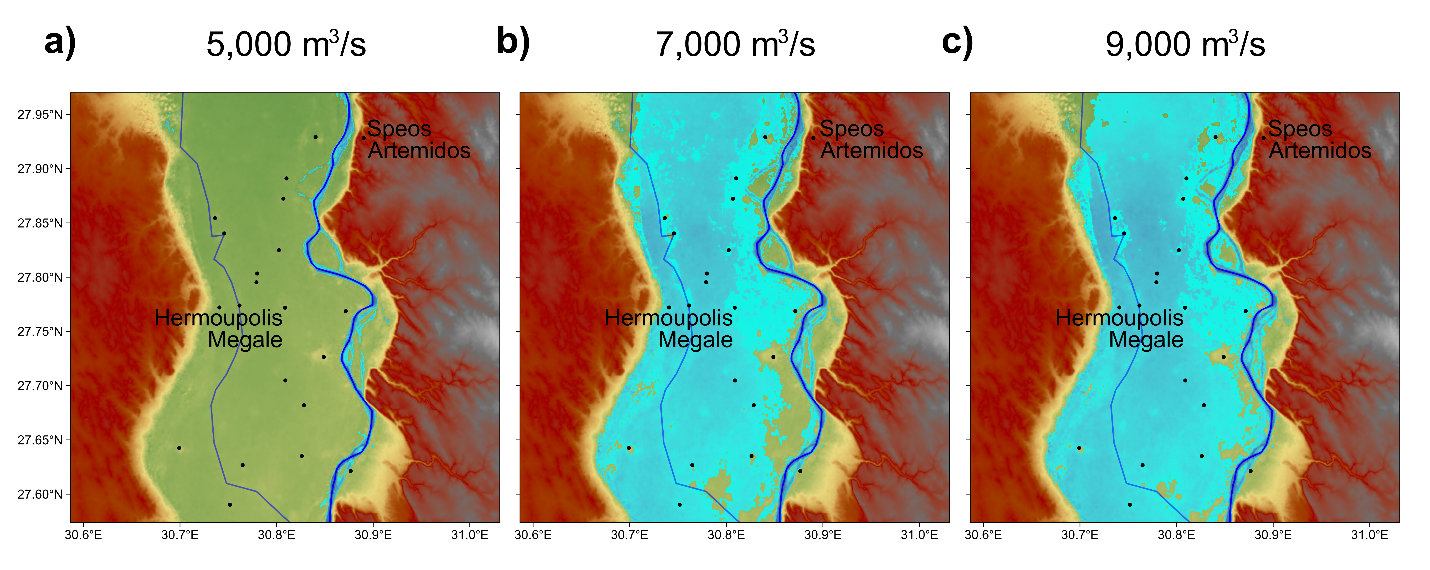 a) 5,000 m³/s
b) 7,000 m³/s
c) 9,000 m³/s
27.95°N
27.90°N
27.85°N
27.80°N
27.75°N
27.70°N
27.65°N
27.60°N
Speos
Artemidos
Hermoupolis
Megale
Speos
Artemidos
Hermoupolis
Megale
Speos
Artemidos
Hermoupolis
Megale
30.6°E 30.7°E 30.8°E 30.9°E 31.0°E
30.6°E 30.7°E 30.8°E 30.9°E 31.0°E
30.6°E 30.7°E 30.8°E 30.9°E 31.0°E